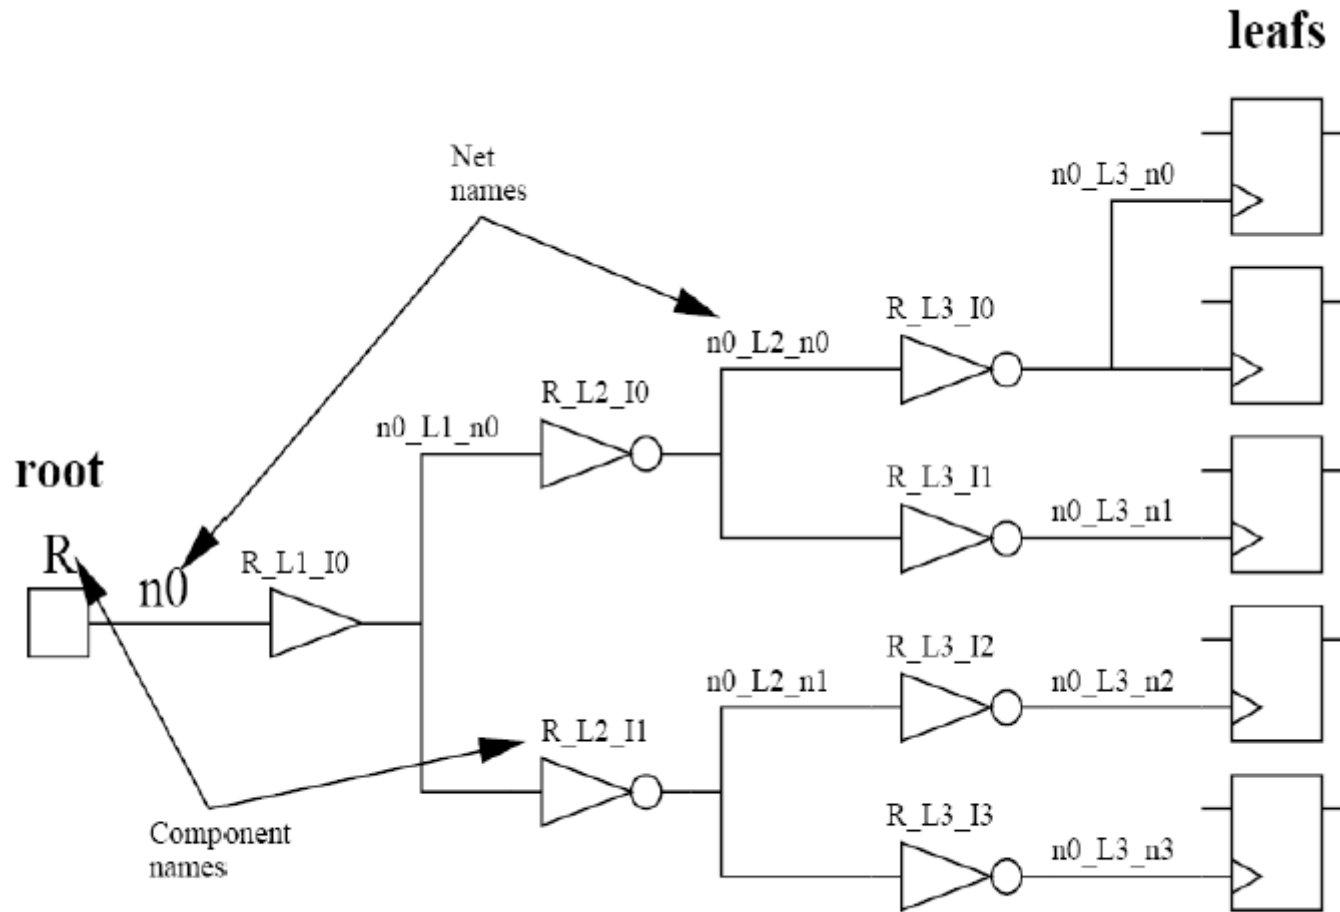 leafs
Net
names
n0_L3_n0
R_L3_I0
n0_L2_n0
R_L2_I0
n0_L1_n0
root
R_L3_I1
n0_L3_n1
R
n0
R_L1_I0
R_L3_I2
n0_L2_n1
n0_L3_n2
R_L2_I1
R_L3_I3
Component
names
n0_L3_n3